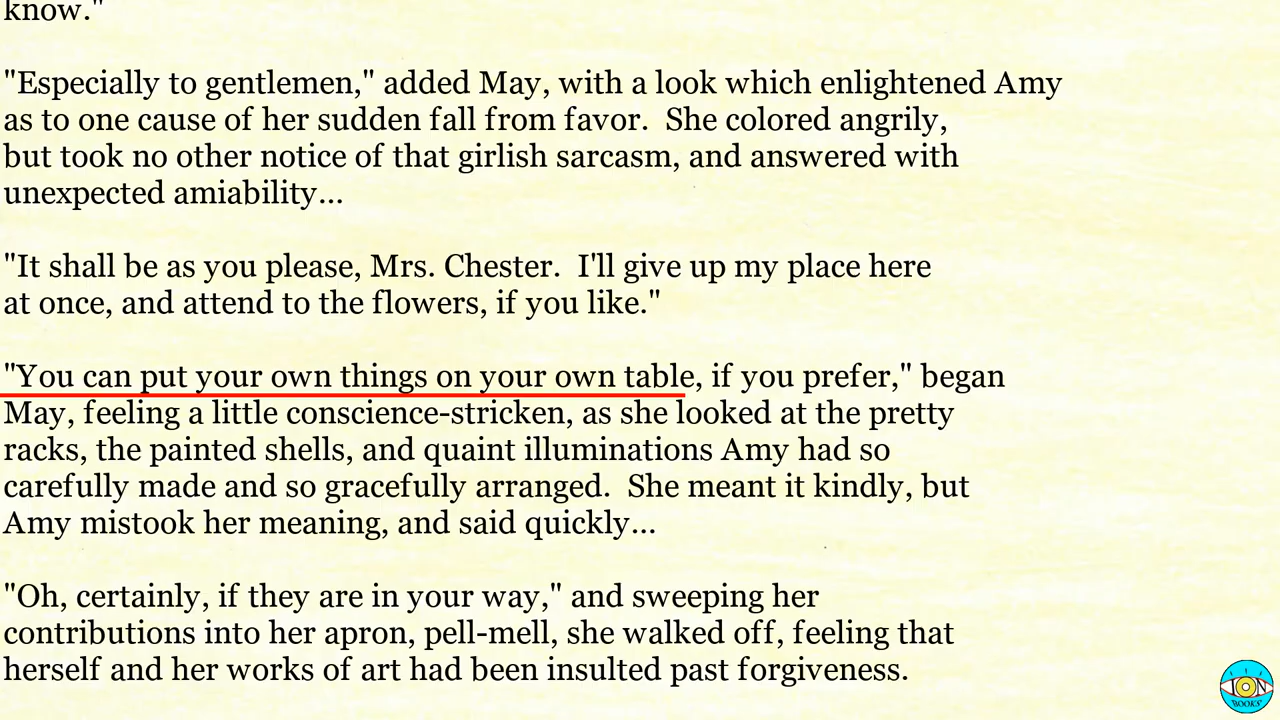 know."
"Especially to gentlemen," added May, with a look which enlightened Amy
as to one cause of her sudden fall from favor.  She colored angrily,
but took no other notice of that girlish sarcasm, and answered with
unexpected amiability...
"It shall be as you please, Mrs. Chester.  I'll give up my place here
at once, and attend to the flowers, if you like."
"You can put your own things on your own table, if you prefer," began
May, feeling a little conscience-stricken, as she looked at the pretty
racks, the painted shells, and quaint illuminations Amy had so
carefully made and so gracefully arranged.  She meant it kindly, but
Amy mistook her meaning, and said quickly...
"Oh, certainly, if they are in your way," and sweeping her
contributions into her apron, pell-mell, she walked off, feeling that
herself and her works of art had been insulted past forgiveness.
ION
BOOKS